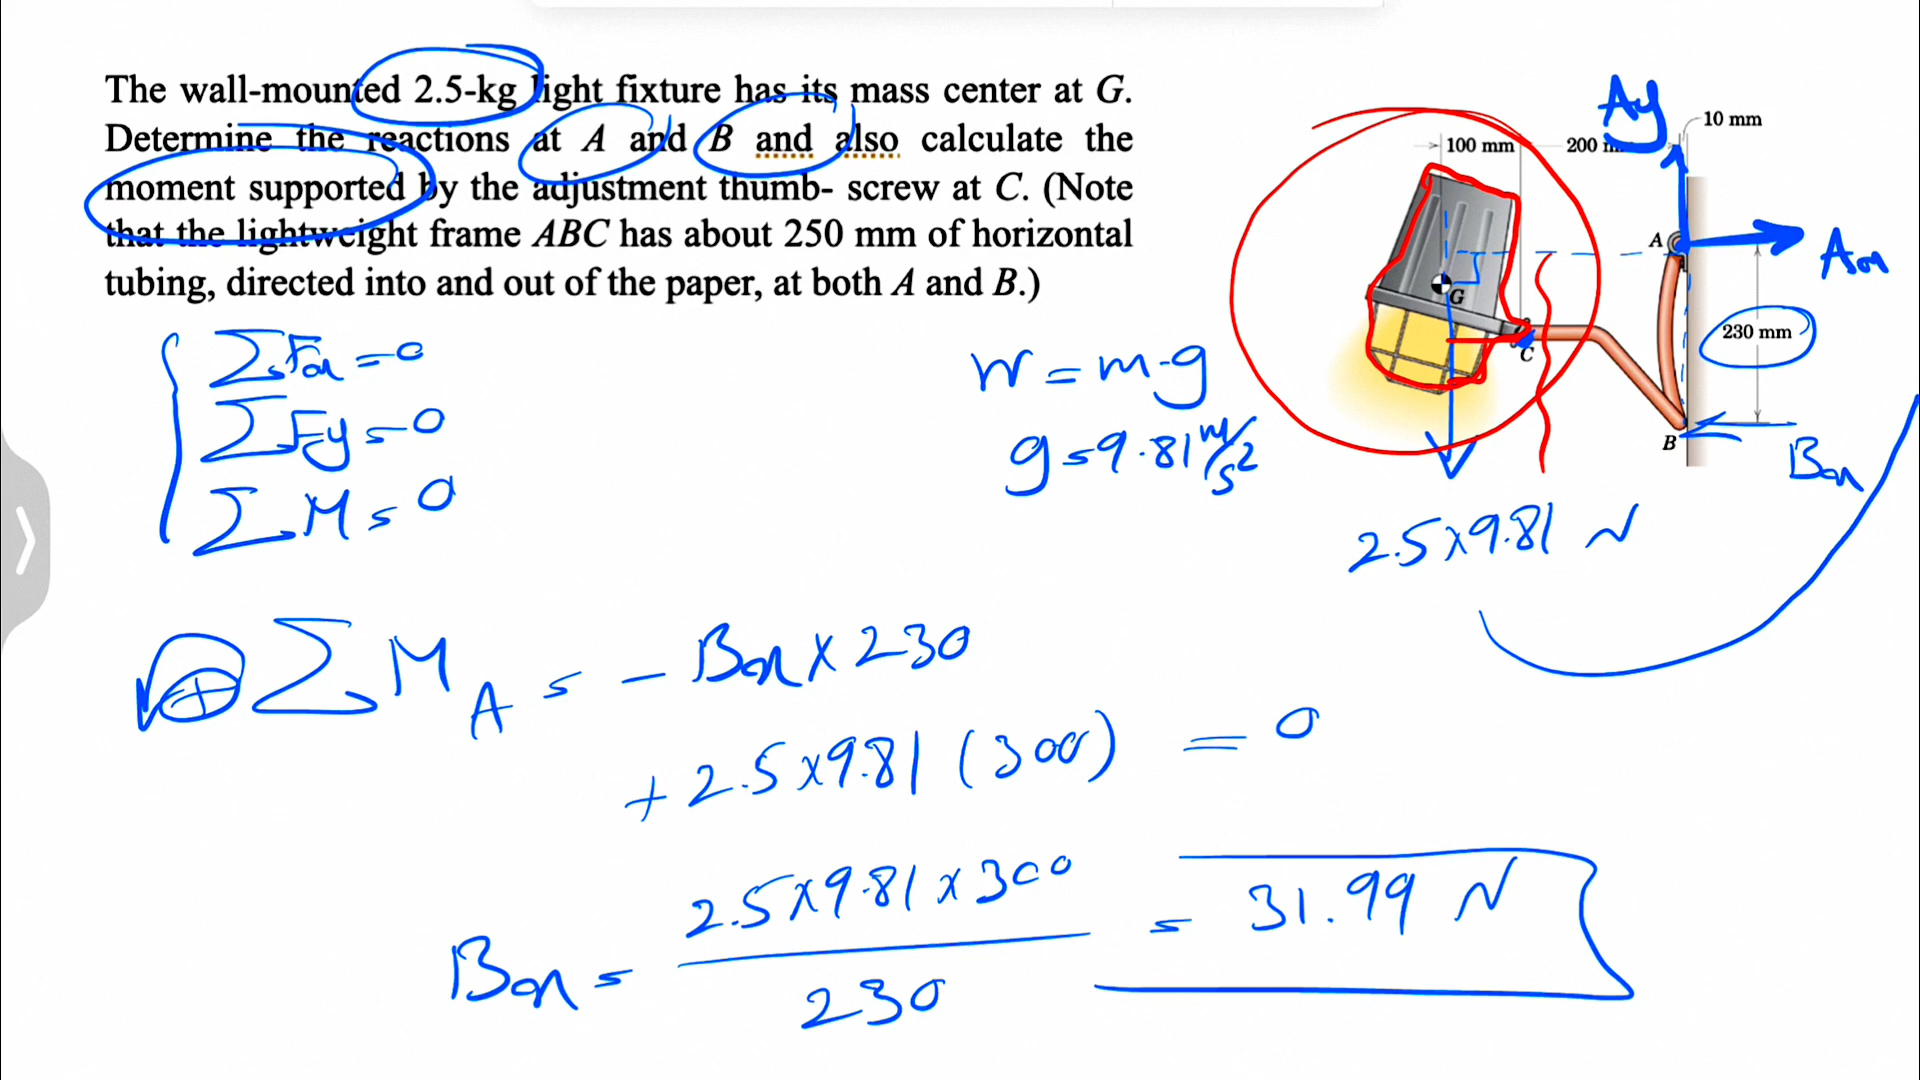 The wall-mounted 2.5-kg light fixture has its mass center at G.
Determine the reactions at A and B and also calculate the
moment supported by the adjustment thumb- screw at C. (Note
that the lightweight frame ABC has about 250 mm of horizontal
tubing, directed into and out of the paper, at both A and B.)
Ay
10 mm
100 mm
200
A
Ax
G
230 mm
C
B
Bx
2.5x9.81 N
ΣFx = 0
ΣFy = 0
ΣM = 0
W = m.g
g = 9.81 m/s2
+ ΣMA = - Bx x 230
+ 2.5x9.81 (300) = 0
Bx = 2.5x9.81 x 300 / 230 = 31.99 N